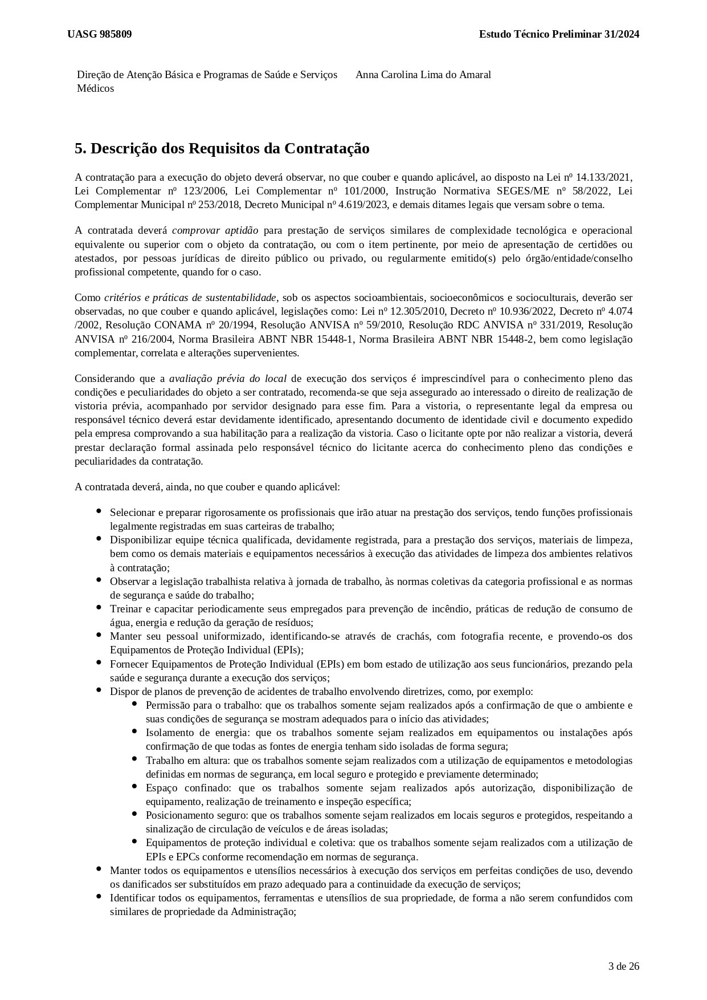 UASG 985809
Estudo Técnico Preliminar 31/2024
Direção de Atenção Básica e Programas de Saúde e Serviços
Médicos
Anna Carolina Lima do Amaral
5. Descrição dos Requisitos da Contratação
A contratação para a execução do objeto deverá observar, no que couber e quando aplicável, ao disposto na Lei nº 14.133/2021,
Lei Complementar nº 123/2006, Lei Complementar nº 101/2000, Instrução Normativa SEGES/ME nº 58/2022, Lei
Complementar Municipal nº 253/2018, Decreto Municipal nº 4.619/2023, e demais ditames legais que versam sobre o tema.
A contratada deverá comprovar aptidão para prestação de serviços similares de complexidade tecnológica e operacional
equivalente ou superior com o objeto da contratação, ou com o item pertinente, por meio de apresentação de certidões ou
atestados, por pessoas jurídicas de direito público ou privado, ou regularmente emitido(s) pelo órgão/entidade/conselho
profissional competente, quando for o caso.
Como critérios e práticas de sustentabilidade, sob os aspectos socioambientais, socioeconômicos e socioculturais, deverão ser
observadas, no que couber e quando aplicável, legislações como: Lei nº 12.305/2010, Decreto nº 10.936/2022, Decreto nº 4.074
/2002, Resolução CONAMA nº 20/1994, Resolução ANVISA nº 59/2010, Resolução RDC ANVISA nº 331/2019, Resolução
ANVISA nº 216/2004, Norma Brasileira ABNT NBR 15448-1, Norma Brasileira ABNT NBR 15448-2, bem como legislação
complementar, correlata e alterações supervenientes.
Considerando que a avaliação prévia do local de execução dos serviços é imprescindível para o conhecimento pleno das
condições e peculiaridades do objeto a ser contratado, recomenda-se que seja assegurado ao interessado o direito de realização de
vistoria prévia, acompanhado por servidor designado para esse fim. Para a vistoria, o representante legal da empresa ou
responsável técnico deverá estar devidamente identificado, apresentando documento de identidade civil e documento expedido
pela empresa comprovando a sua habilitação para a realização da vistoria. Caso o licitante opte por não realizar a vistoria, deverá
prestar declaração formal assinada pelo responsável técnico do licitante acerca do conhecimento pleno das condições e
peculiaridades da contratação.
A contratada deverá, ainda, no que couber e quando aplicável:
• Selecionar e preparar rigorosamente os profissionais que irão atuar na prestação dos serviços, tendo funções profissionais
legalmente registradas em suas carteiras de trabalho;
• Disponibilizar equipe técnica qualificada, devidamente registrada, para a prestação dos serviços, materiais de limpeza,
bem como os demais materiais e equipamentos necessários à execução das atividades de limpeza dos ambientes relativos
à contratação;
• Observar a legislação trabalhista relativa à jornada de trabalho, às normas coletivas da categoria profissional e as normas
de segurança e saúde do trabalho;
• Treinar e capacitar periodicamente seus empregados para prevenção de incêndio, práticas de redução de consumo de
água, energia e redução da geração de resíduos;
• Manter seu pessoal uniformizado, identificando-se através de crachás, com fotografia recente, e provendo-os dos
Equipamentos de Proteção Individual (EPIs);
• Fornecer Equipamentos de Proteção Individual (EPIs) em bom estado de utilização aos seus funcionários, prezando pela
saúde e segurança durante a execução dos serviços;
• Dispor de planos de prevenção de acidentes de trabalho envolvendo diretrizes, como, por exemplo:
• Permissão para o trabalho: que os trabalhos somente sejam realizados após a confirmação de que o ambiente e
suas condições de segurança se mostram adequados para o início das atividades;
• Isolamento de energia: que os trabalhos somente sejam realizados em equipamentos ou instalações após
confirmação de que todas as fontes de energia tenham sido isoladas de forma segura;
• Trabalho em altura: que os trabalhos somente sejam realizados com a utilização de equipamentos e metodologias
definidas em normas de segurança, em local seguro e protegido e previamente determinado;
• Espaço confinado: que os trabalhos somente sejam realizados após autorização, disponibilização de
equipamento, realização de treinamento e inspeção específica;
• Posicionamento seguro: que os trabalhos somente sejam realizados em locais seguros e protegidos, respeitando a
sinalização de circulação de veículos e de áreas isoladas;
• Equipamentos de proteção individual e coletiva: que os trabalhos somente sejam realizados com a utilização de
EPIs e EPCs conforme recomendação em normas de segurança.
• Manter todos os equipamentos e utensílios necessários à execução dos serviços em perfeitas condições de uso, devendo
os danificados ser substituídos em prazo adequado para a continuidade da execução de serviços;
• Identificar todos os equipamentos, ferramentas e utensílios de sua propriedade, de forma a não serem confundidos com
similares de propriedade da Administração;
3 de 26